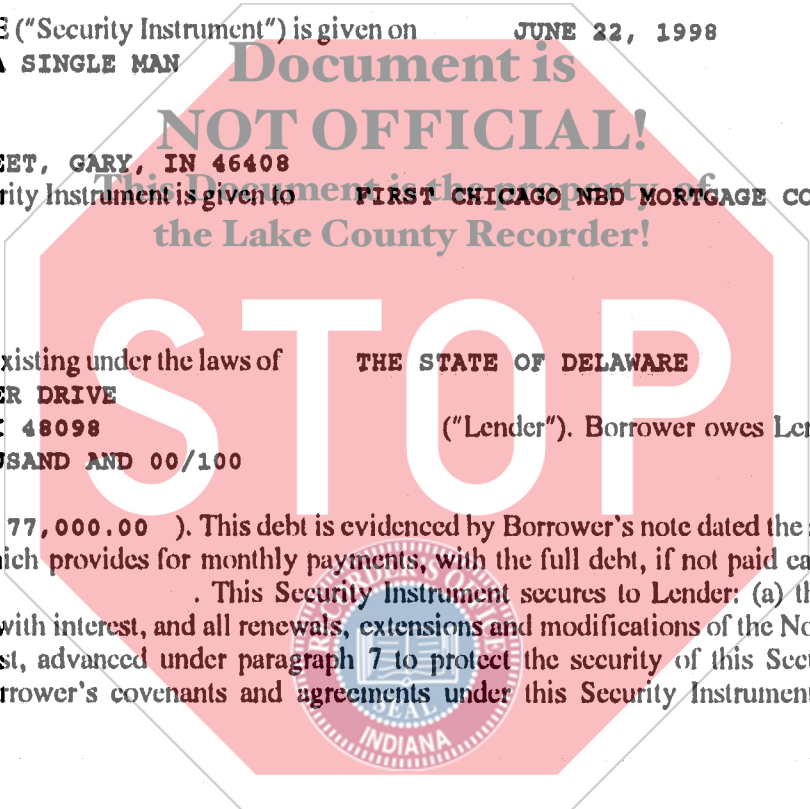 ("Security Instrument") is given on JUNE 22, 1998
A SINGLE MAN
Document is
NOT OFFICIAL!
EET, GARY, IN 46408
This Document is the property of
rity Instrument is given to FIRST CHICAGO NBD MORTGAGE CO
the Lake County Recorder!
STOP
xisting under the laws of THE STATE OF DELAWARE
ER DRIVE
48098 ("Lender"). Borrower owes Len
USAND AND 00/100
77,000.00 ). This debt is evidenced by Borrower's note dated the
hich provides for monthly payments, with the full debt, if not paid ea
. This Security Instrument secures to Lender: (a) th
with interest, and all renewals, extensions and modifications of the No
st, advanced under paragraph 7 to protect the security of this Secu
rrower's covenants and agreements under this Security Instrument
RECORDER'S OFFICE
SEAL
INDIANA